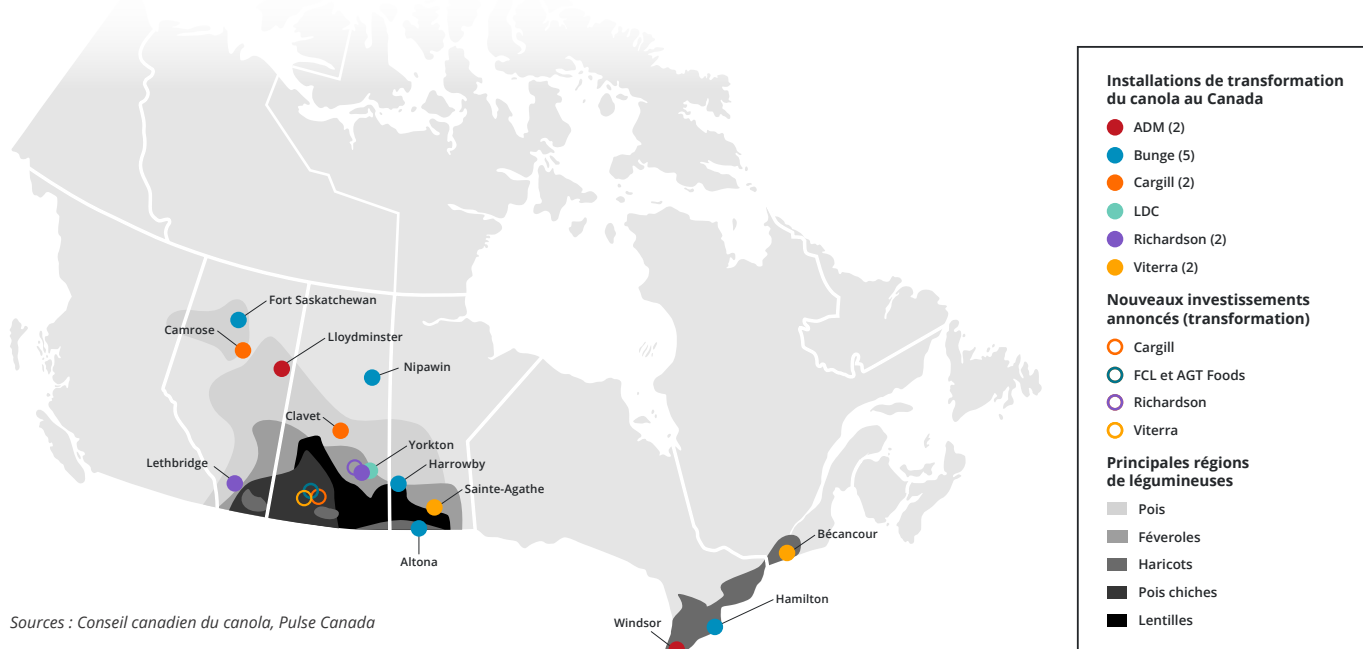 Fort Saskatchewan
Camrose
Lloydminster
Nipawin
Clavet
Yorkton
Lethbridge
Harrowby
Sainte-Agathe
Altona
Bécancour
Hamilton
Windsor
Sources : Conseil canadien du canola, Pulse Canada
Installations de transformation
du canola au Canada
ADM (2)
Bunge (5)
Cargill (2)
LDC
Richardson (2)
Viterra (2)
Nouveaux investissements
annoncés (transformation)
Cargill
FCL et AGT Foods
Richardson
Viterra
Principales régions
de légumineuses
Pois
Féveroles
Haricots
Pois chiches
Lentilles